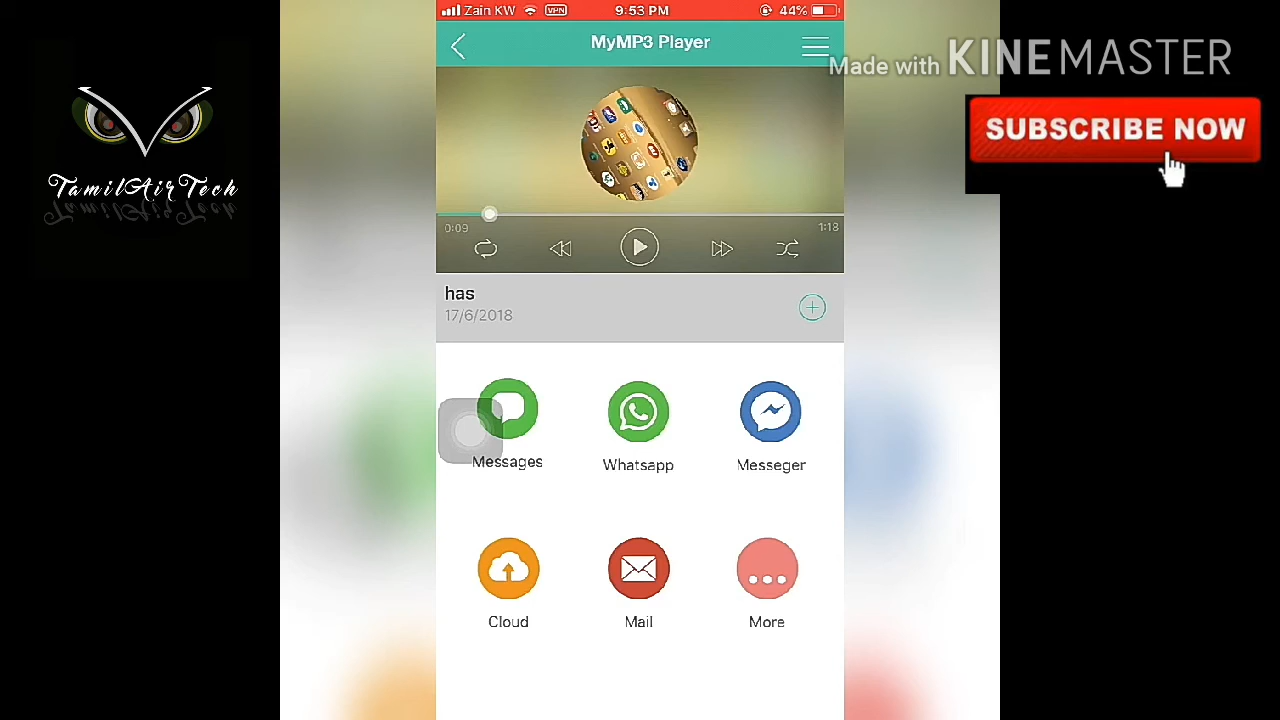 Zain KW VPN 9:53 PM 44%
MyMP3 Player
Made with KINEMASTER
SUBSCRIBE NOW
TamilAirTech
0:09 1:18
has
17/6/2018
Messages Whatsapp Messeger
Cloud Mail More